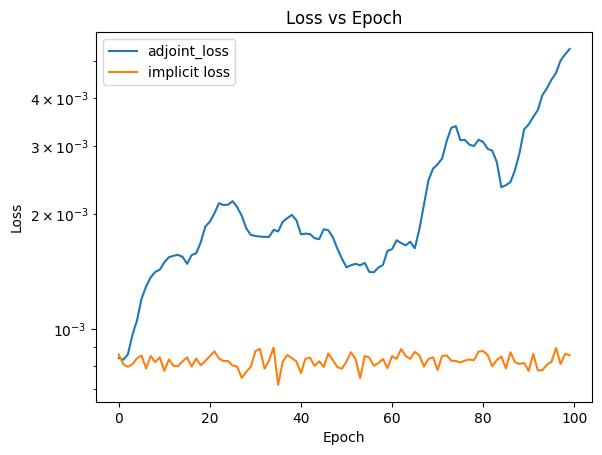 Loss vs Epoch
adjoint_loss
implicit loss
4 × 10⁻³
3 × 10⁻³
2 × 10⁻³
10⁻³
Loss
0 20 40 60 80 100
Epoch